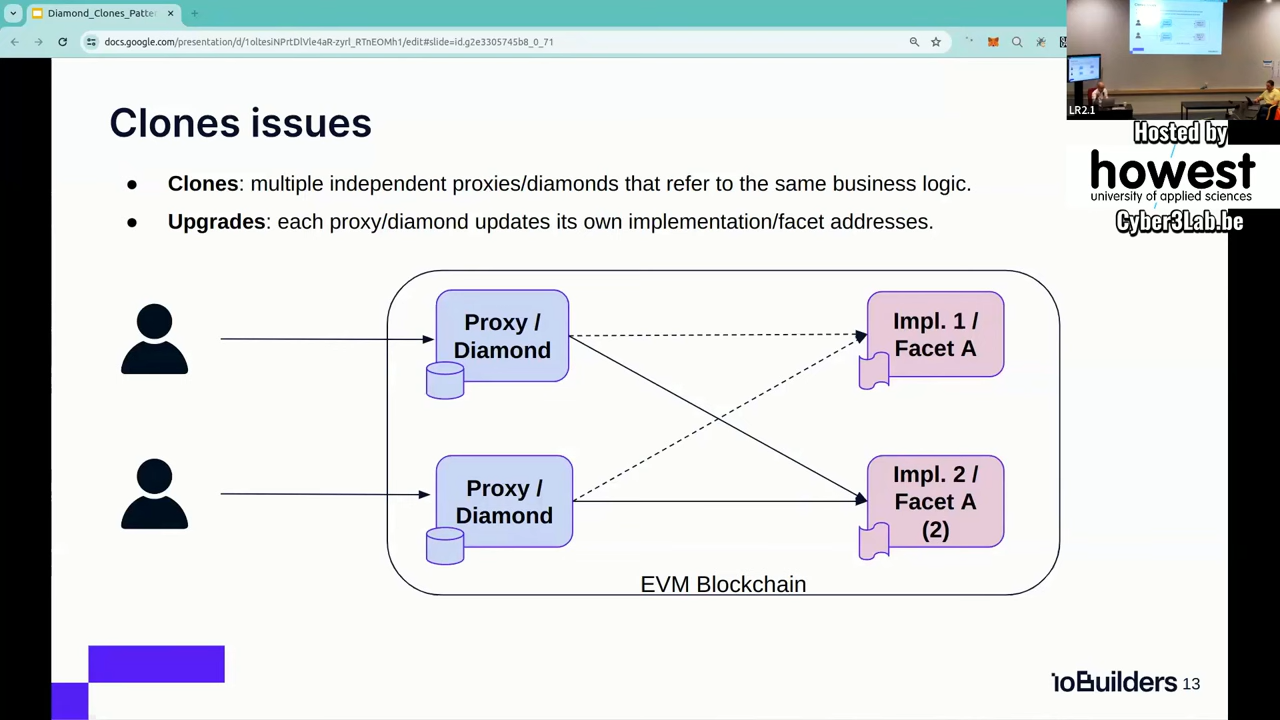 Diamond_Clones_Patte
docs.google.com/presentation/d/1oltesiNPrtDlVle4aR-zyrl_RTnEOMh1/edit#slide=id.g2e3305745b8_0_71
LR2.1
Hosted by
howest
university of applied sciences
Cyber3Lab.be
Clones issues
● Clones: multiple independent proxies/diamonds that refer to the same business logic.
● Upgrades: each proxy/diamond updates its own implementation/facet addresses.
Proxy /
Diamond
Impl. 1 /
Facet A
Proxy /
Diamond
Impl. 2 /
Facet A
(2)
EVM Blockchain
ioBuilders 13